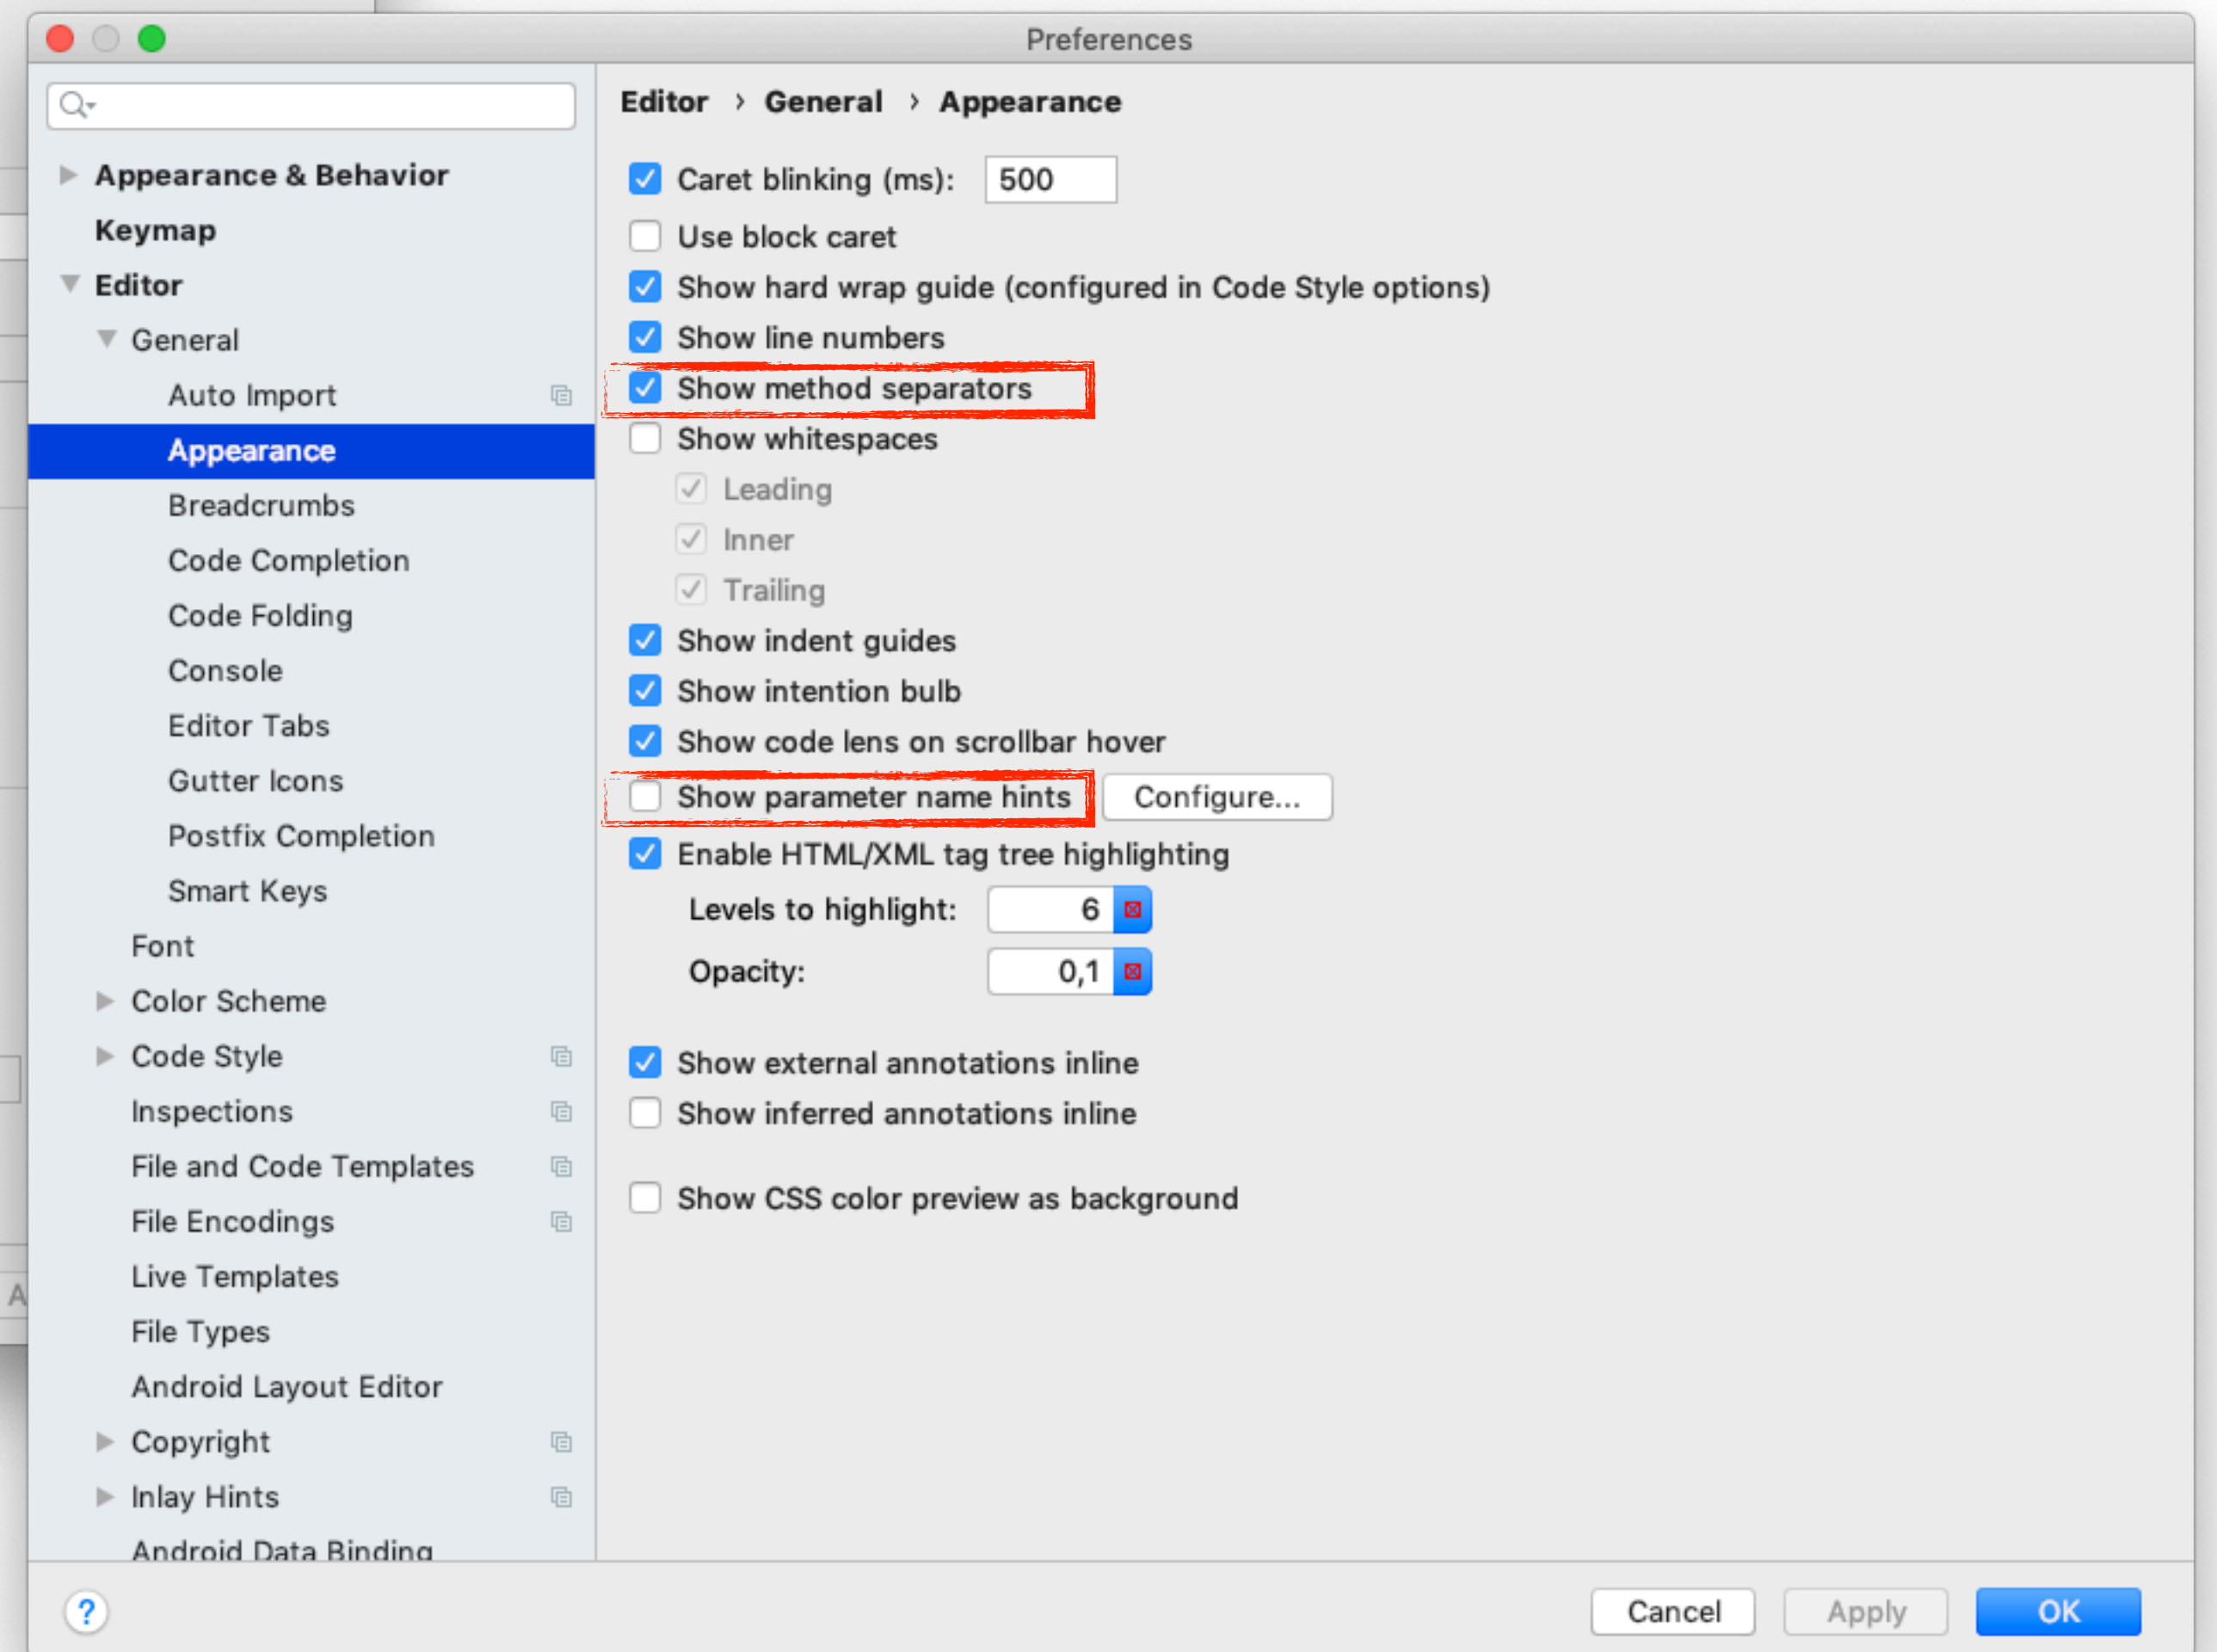 Preferences
Appearance & Behavior
Keymap
Editor
General
Auto Import
Appearance
Breadcrumbs
Code Completion
Code Folding
Console
Editor Tabs
Gutter Icons
Postfix Completion
Smart Keys
Font
Color Scheme
Code Style
Inspections
File and Code Templates
File Encodings
Live Templates
File Types
Android Layout Editor
Copyright
Inlay Hints
Android Data Binding
Editor › General › Appearance
Caret blinking (ms): 500
Use block caret
Show hard wrap guide (configured in Code Style options)
Show line numbers
Show method separators
Show whitespaces
Leading
Inner
Trailing
Show indent guides
Show intention bulb
Show code lens on scrollbar hover
Show parameter name hints Configure...
Enable HTML/XML tag tree highlighting
Levels to highlight: 6
Opacity: 0,1
Show external annotations inline
Show inferred annotations inline
Show CSS color preview as background
A
? Cancel Apply OK